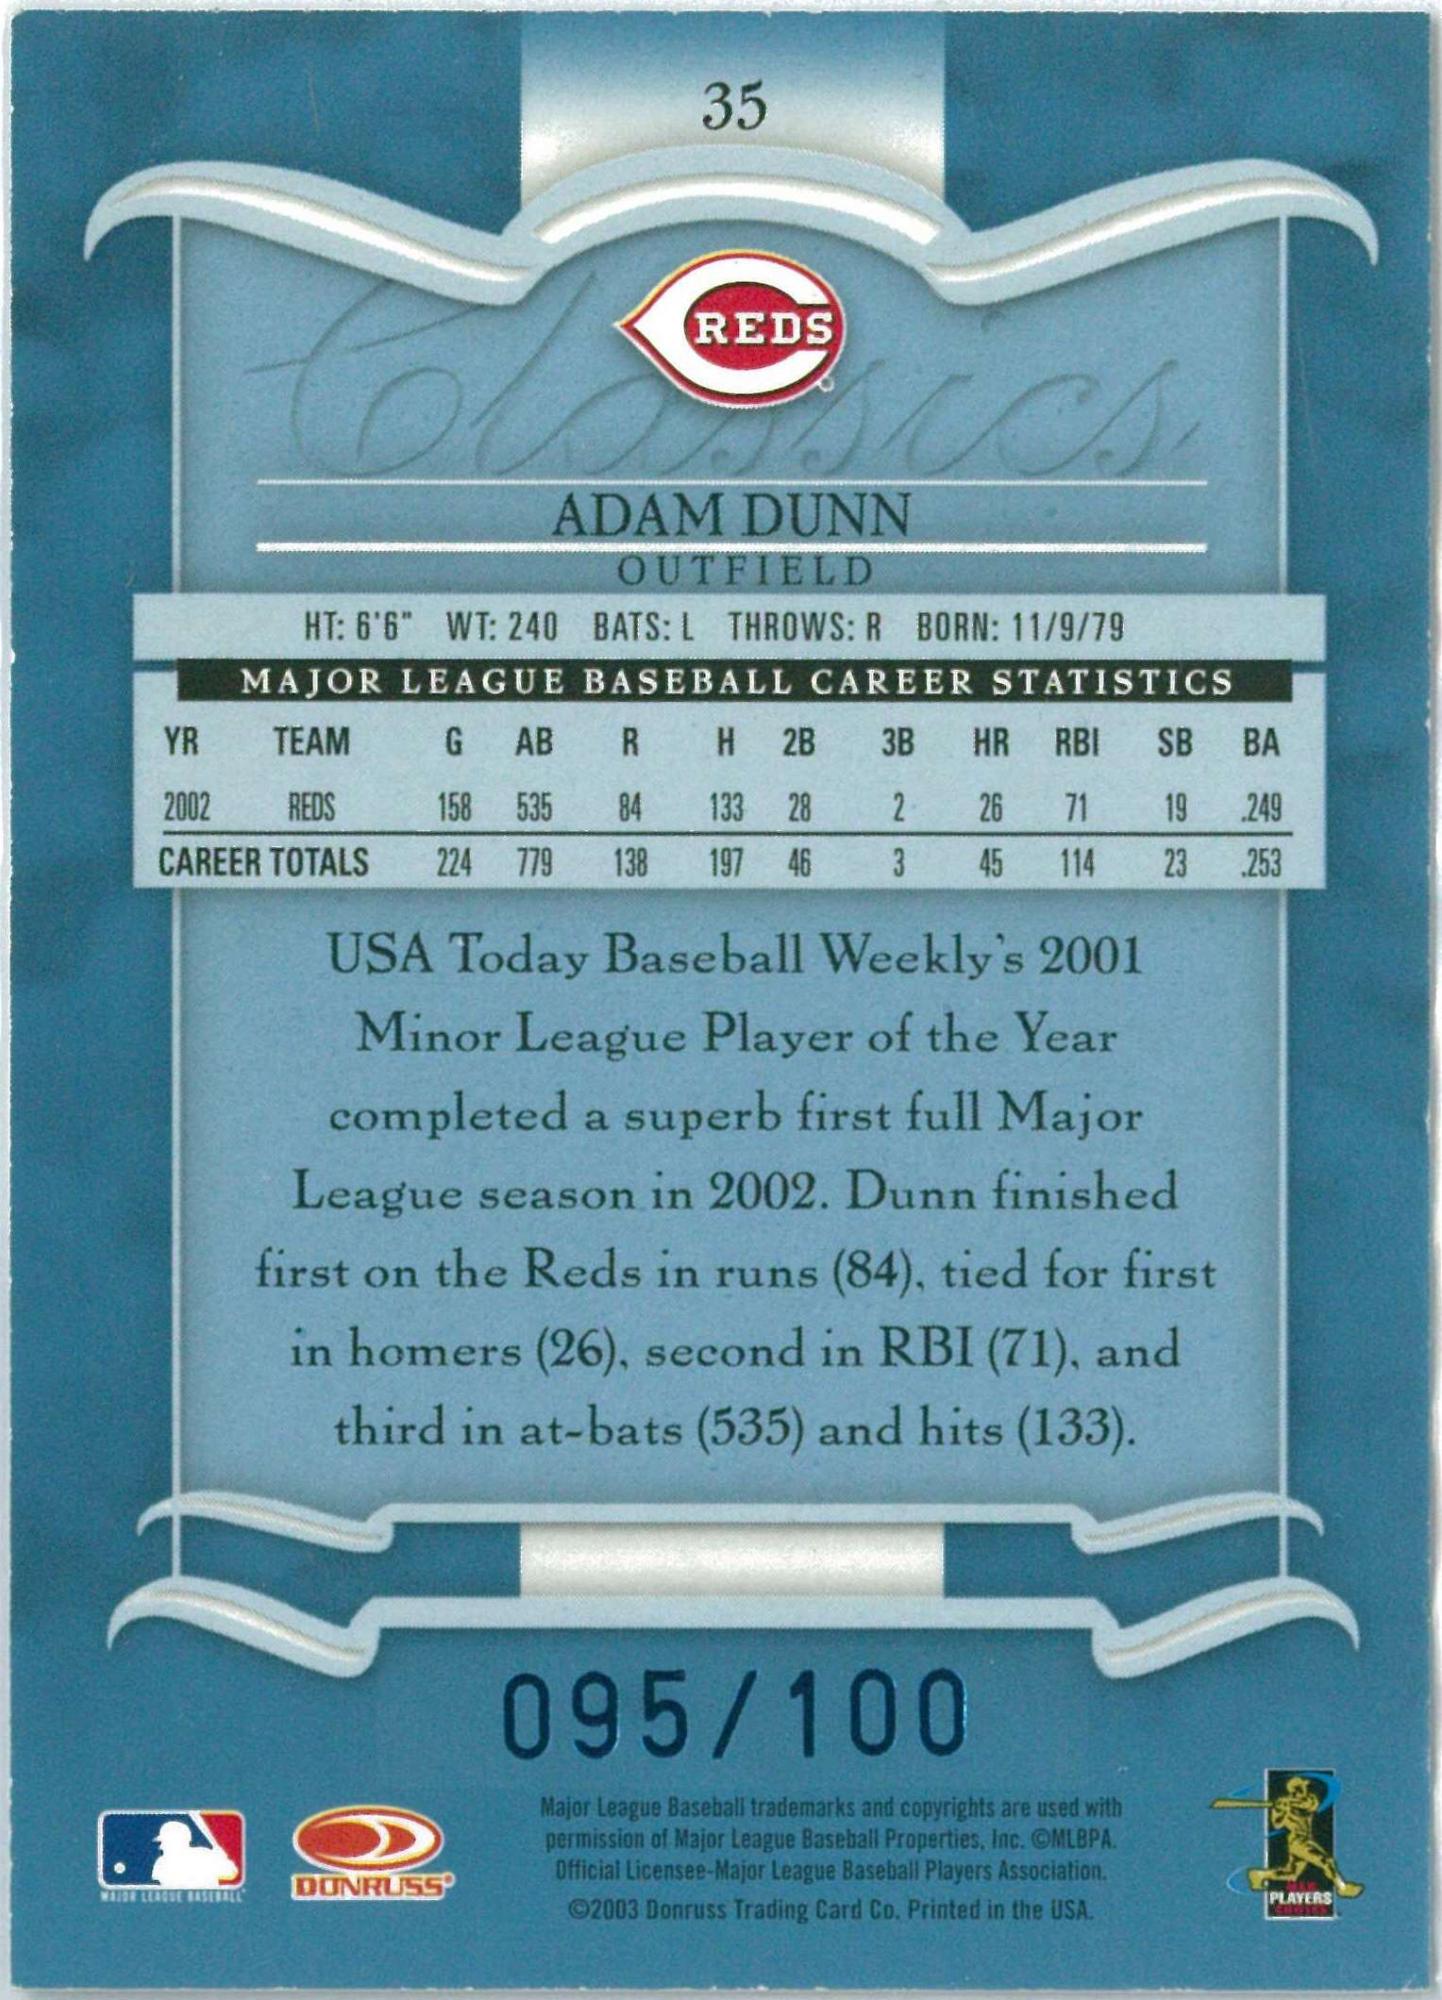 35
REDS
Classics
ADAM DUNN
OUTFIELD
HT: 6'6" WT: 240 BATS: L THROWS: R BORN: 11/9/79
MAJOR LEAGUE BASEBALL CAREER STATISTICS
YR TEAM G AB R H 2B 3B HR RBI SB BA
2002 REDS 158 535 84 133 28 2 26 71 19 .249
CAREER TOTALS 224 779 138 197 46 3 45 114 23 .253
USA Today Baseball Weekly's 2001
Minor League Player of the Year
completed a superb first full Major
League season in 2002. Dunn finished
first on the Reds in runs (84), tied for first
in homers (26), second in RBI (71), and
third in at-bats (535) and hits (133).
095/100
Major League Baseball trademarks and copyrights are used with
permission of Major League Baseball Properties, Inc. ©MLBPA.
Official Licensee-Major League Baseball Players Association.
©2003 Donruss Trading Card Co. Printed in the USA.
MAJOR LEAGUE BASEBALL
DONRUSS®
PLAYERS
CHOICE